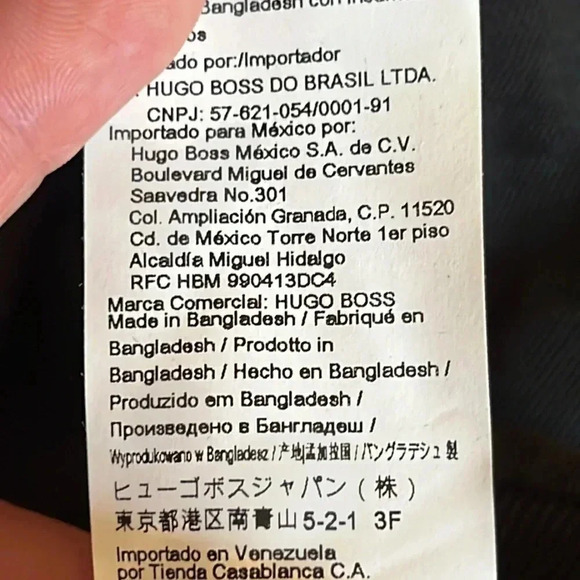 Bangladesh con
os
ado por:/Importador
HUGO BOSS DO BRASIL LTDA.
CNPJ: 57-621-054/0001-91
Importado para México por:
Hugo Boss México S.A. de C.V.
Boulevard Miguel de Cervantes
Saavedra No.301
Col. Ampliación Granada, C.P. 11520
Cd. de México Torre Norte 1er piso
Alcaldía Miguel Hidalgo
RFC HBM 990413DC4
Marca Comercial: HUGO BOSS
Made in Bangladesh / Fabriqué en
Bangladesh / Prodotto in
Bangladesh / Hecho en Bangladesh /
Produzido em Bangladesh /
Произведено в Бангладеш /
Wyprodukowano w Bangladesz / 产地孟加拉国 / バングラデシュ製
ヒューゴボスジャパン(株)
東京都港区南青山5-2-1 3F
Importado en Venezuela
por Tienda Casablanca C.A.